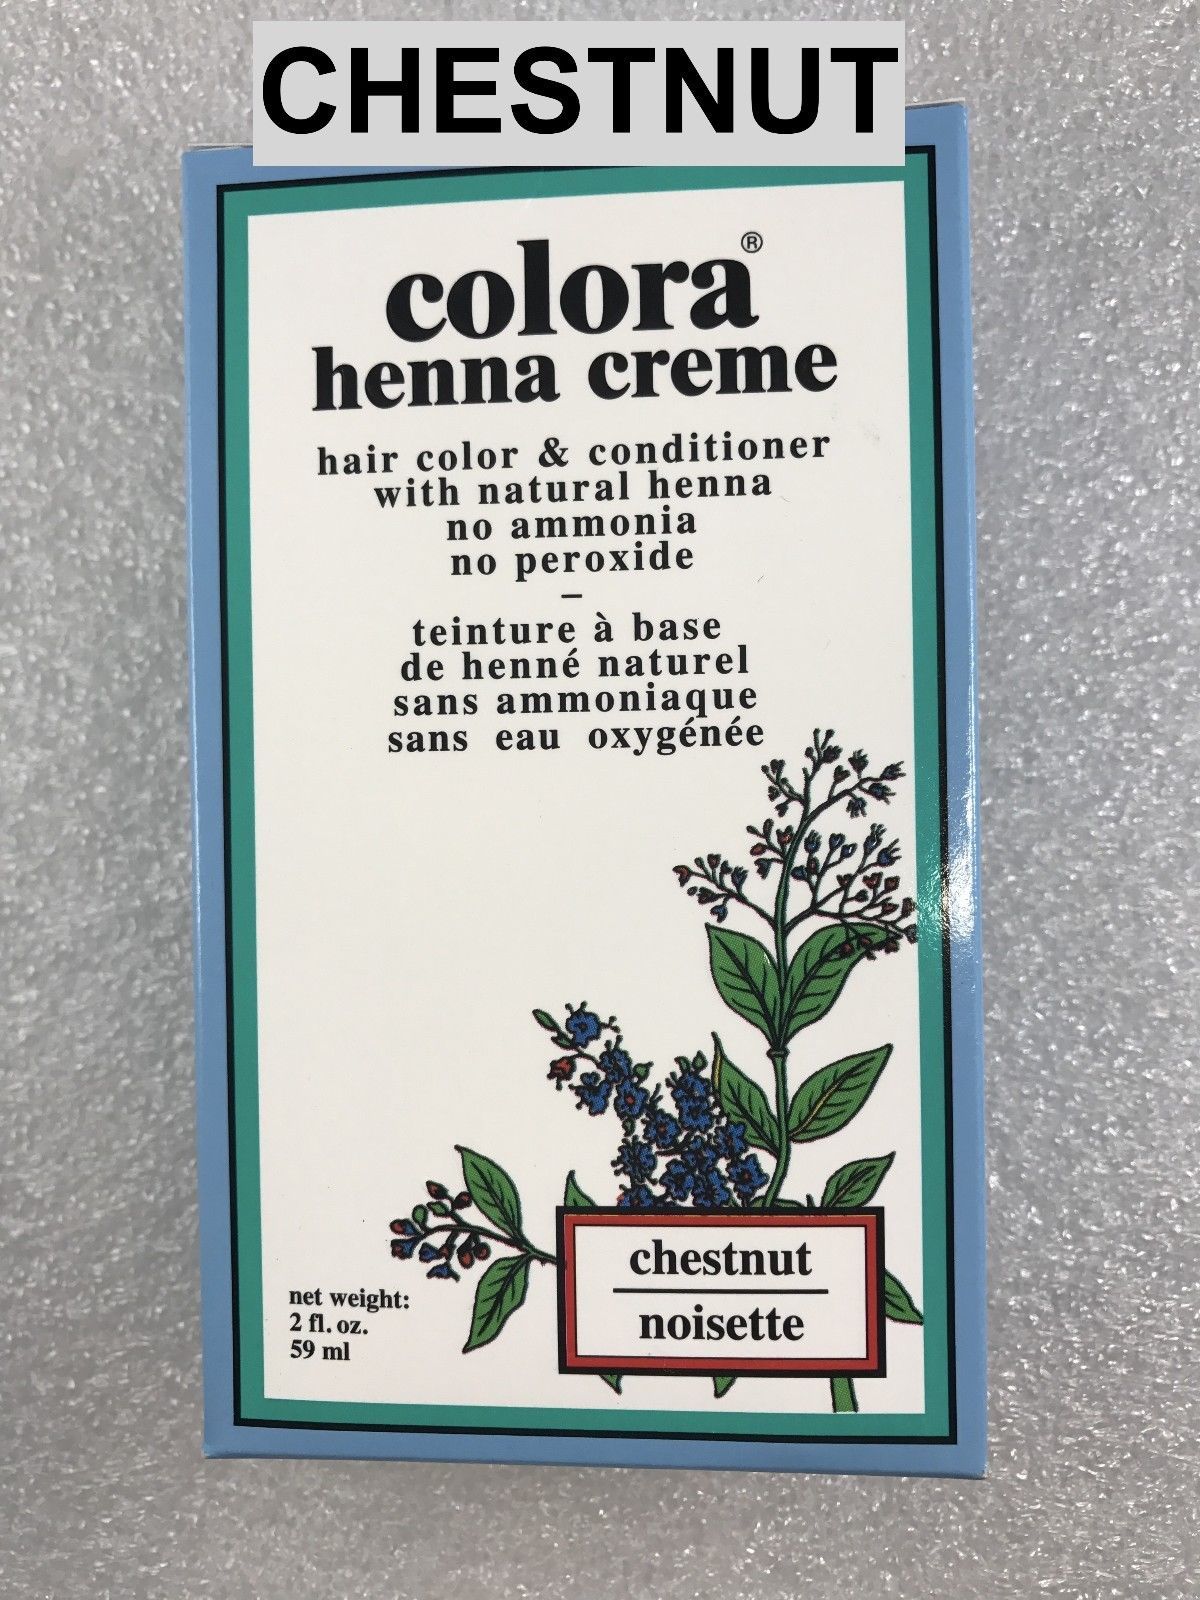 CHESTNUT
colora®
henna creme
hair color & conditioner
with natural henna
no ammonia
no peroxide
–
teinture à base
de henné naturel
sans ammoniaque
sans eau oxygénée
chestnut
noisette
net weight:
2 fl. oz.
59 ml